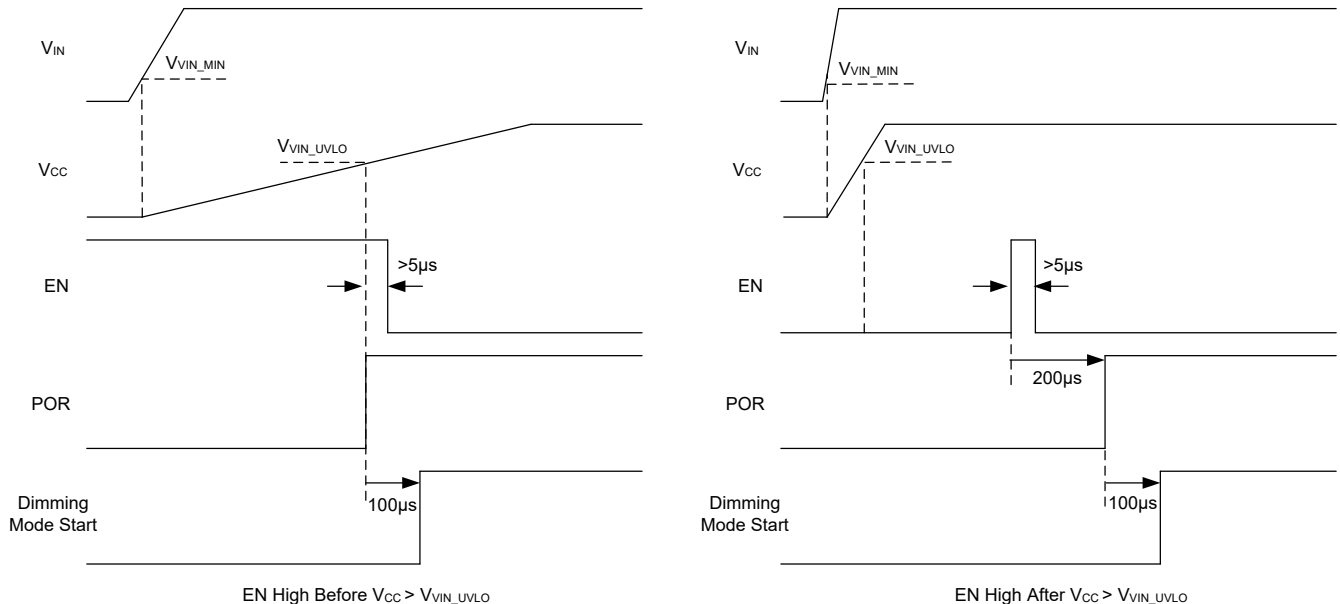 VIN
VVIN_MIN
VCC
VVIN_UVLO
EN
>5µs
POR
100µs
Dimming
Mode Start
EN High Before VCC > VVIN_UVLO
VIN
VVIN_MIN
VCC
VVIN_UVLO
EN
>5µs
200µs
POR
100µs
Dimming
Mode Start
EN High After VCC > VVIN_UVLO